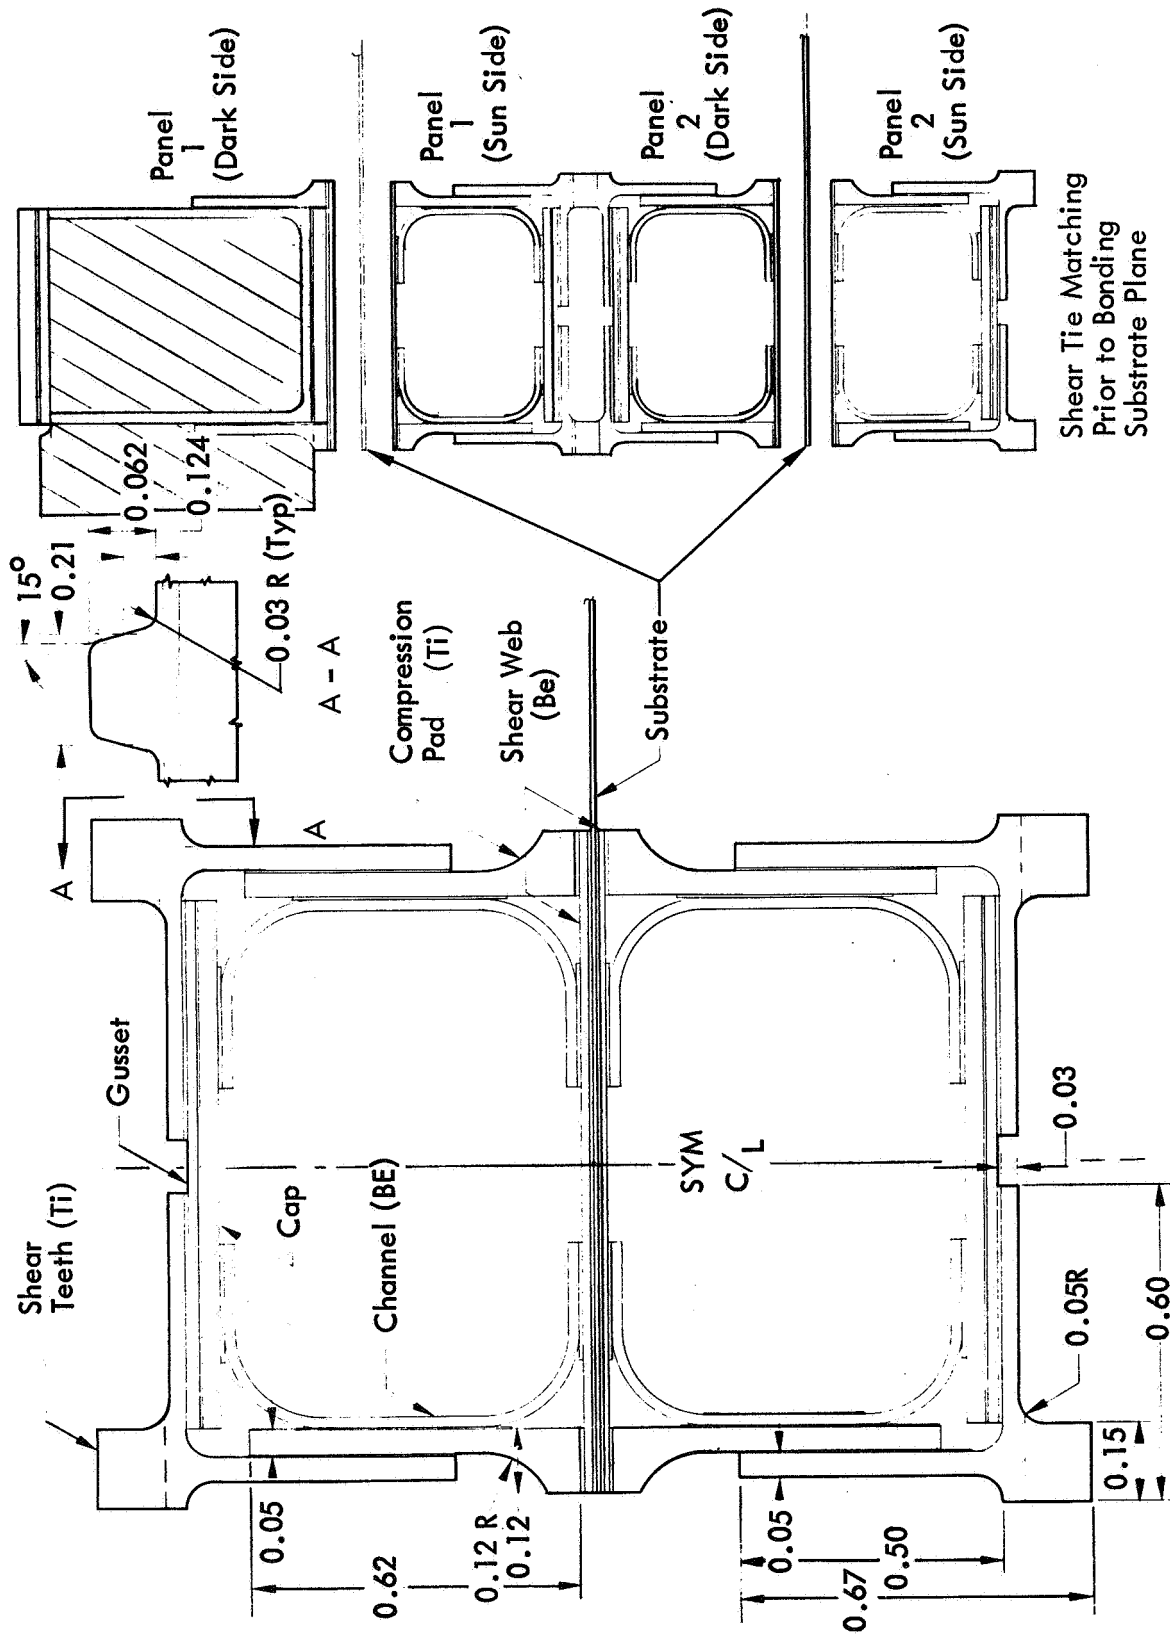 Shear
Teeth (Ti)
Gusset
Cap
Channel (BE)
SYM
C/L
0.05
0.62
0.12 R
0.12
0.05
0.50
0.67
0.15
0.60
0.05R
0.03
A
A
A - A
15°
0.21
0.062
0.124
0.03 R (Typ)
Compression
Pad (Ti)
Shear Web
(Be)
Substrate
Panel
1
(Dark Side)
Panel
1
(Sun Side)
Panel
2
(Dark Side)
Panel
2
(Sun Side)
Shear Tie Matching
Prior to Bonding
Substrate Plane